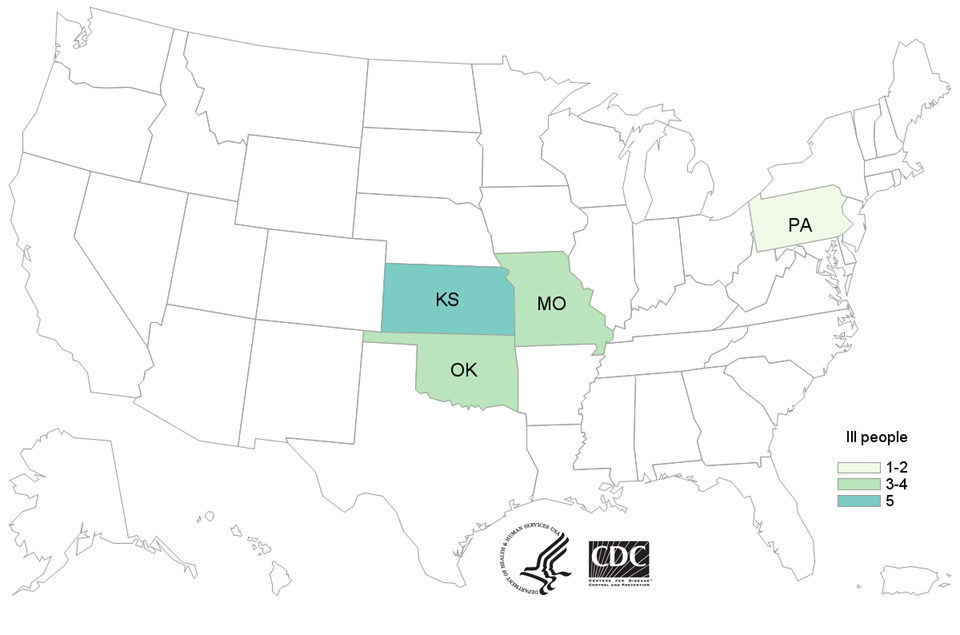 PA
KS
MO
OK
Ill people
1-2
3-4
5
DEPARTMENT OF HEALTH & HUMAN SERVICES·USA
CDC
CENTERS FOR DISEASE
CONTROL AND PREVENTION